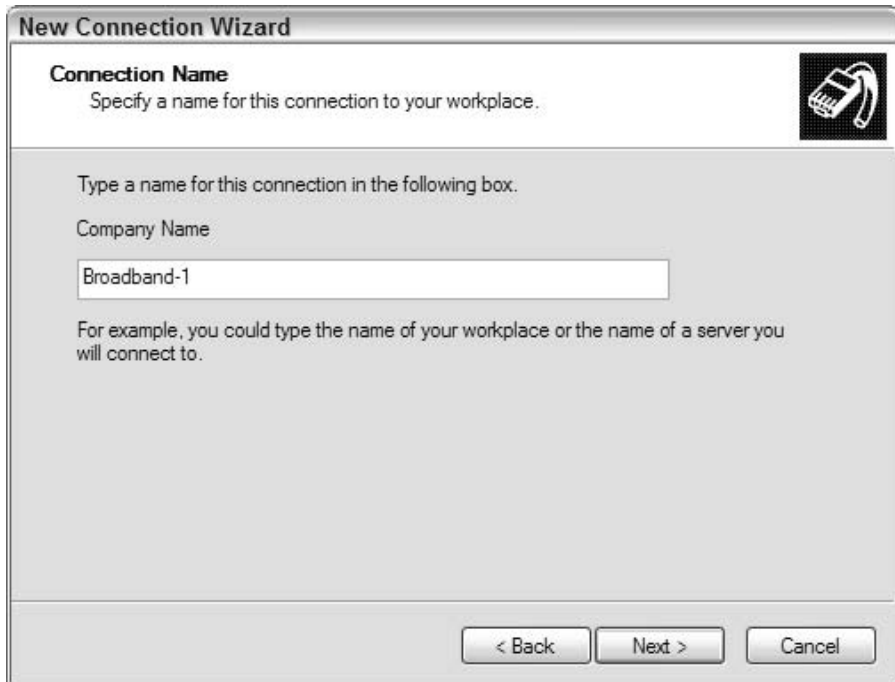 New Connection Wizard
Connection Name
Specify a name for this connection to your workplace.
Type a name for this connection in the following box.
Company Name
Broadband-1
For example, you could type the name of your workplace or the name of a server you
will connect to.
< Back Next > Cancel